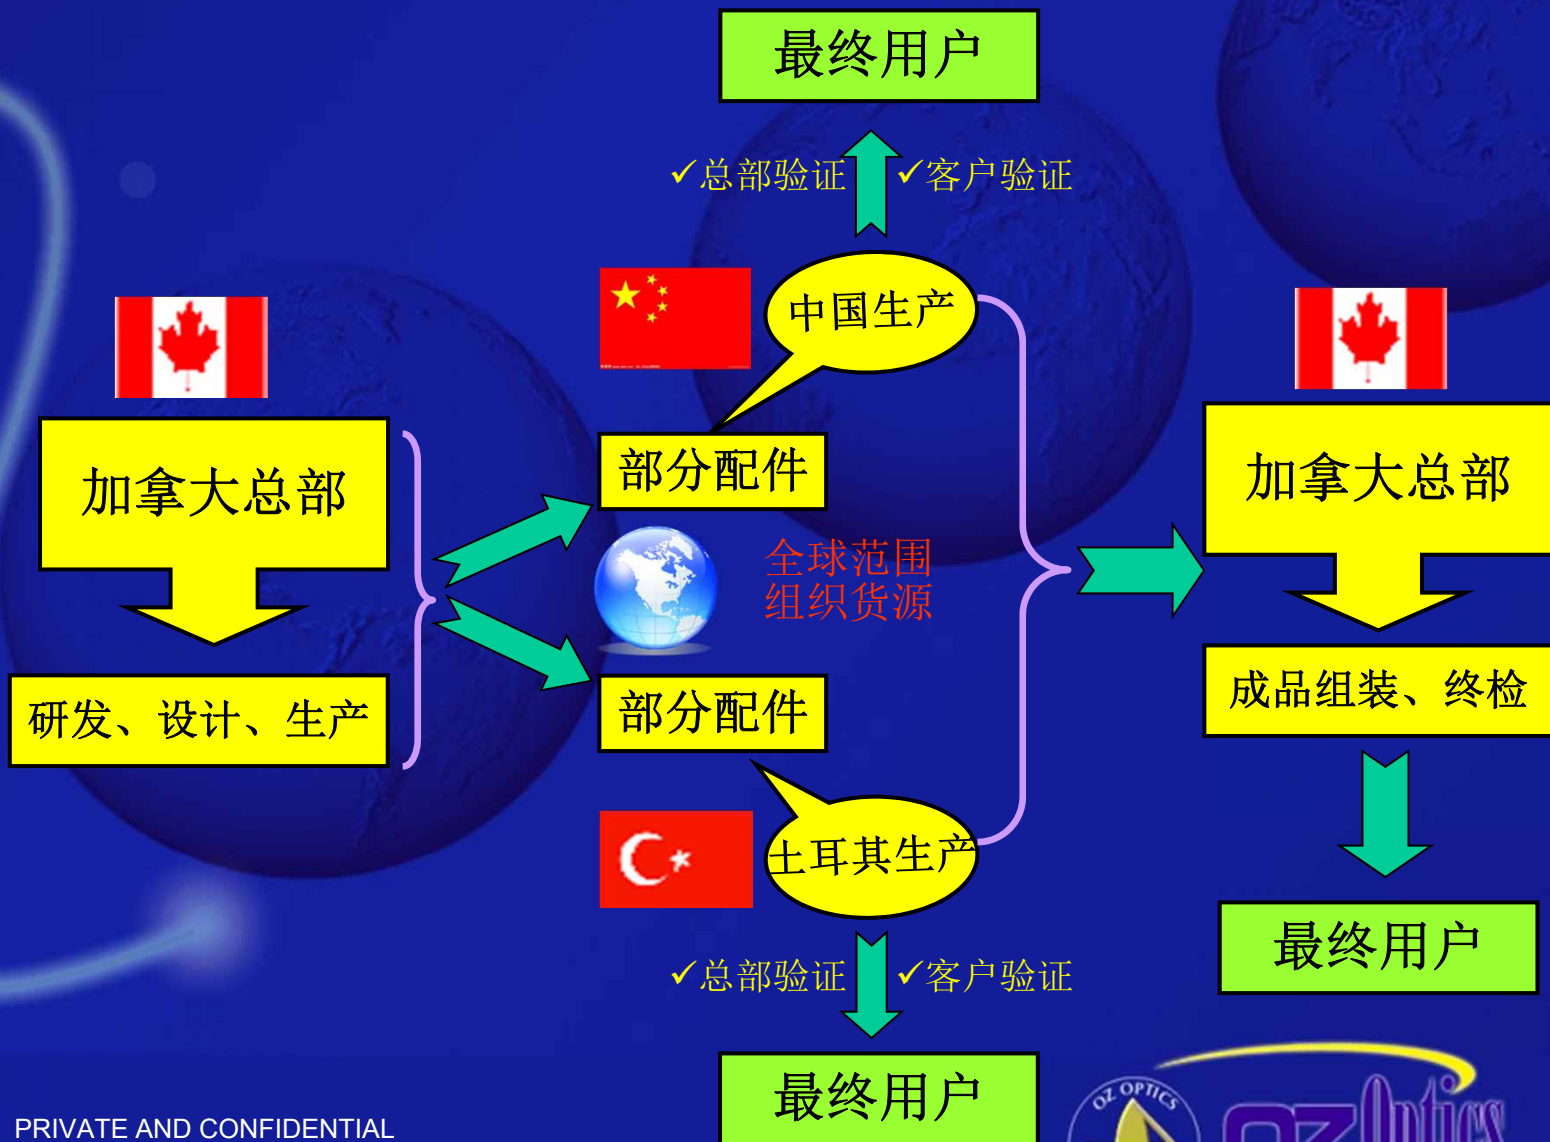 最终用户
✓总部验证 ✓客户验证
中国生产
加拿大总部
部分配件
加拿大总部
全球范围
组织货源
研发、设计、生产
部分配件
成品组装、终检
土耳其生产
✓总部验证 ✓客户验证
最终用户
最终用户
OZ OPTICS
OZ Optics
PRIVATE AND CONFIDENTIAL